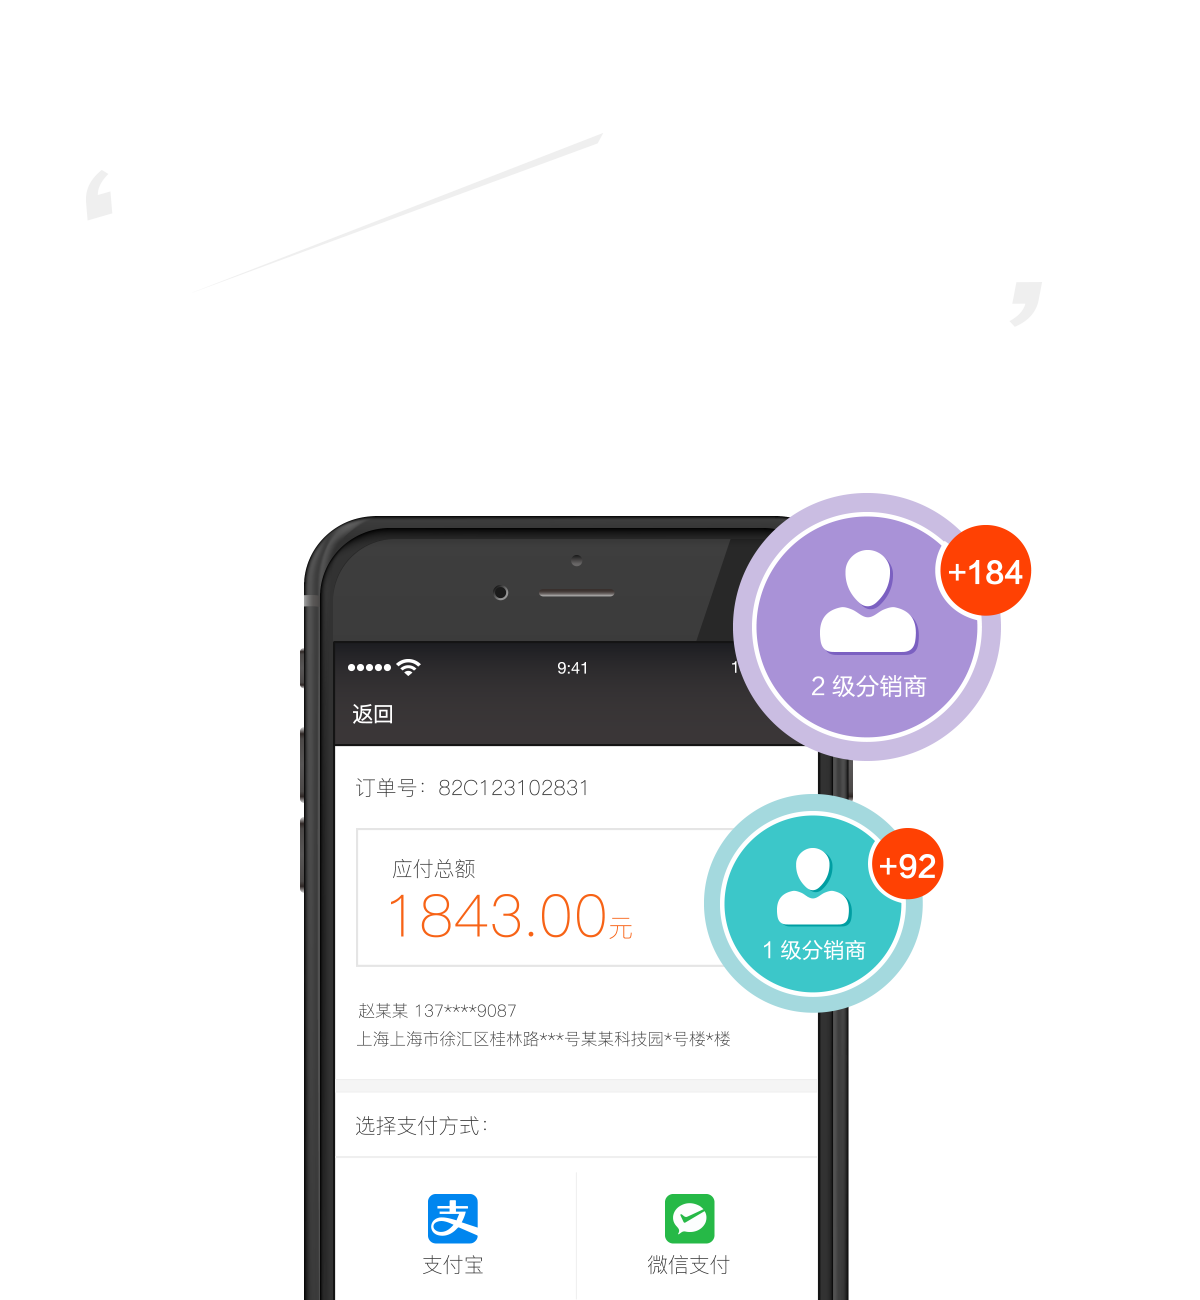 +184
9:41
1
2 级分销商
返回
订单号：82C123102831
应付总额
1843.00元
+92
1 级分销商
赵某某 137****9087
上海上海市徐汇区桂林路***号某某科技园*号楼*楼
选择支付方式：
支
支付宝
微信支付